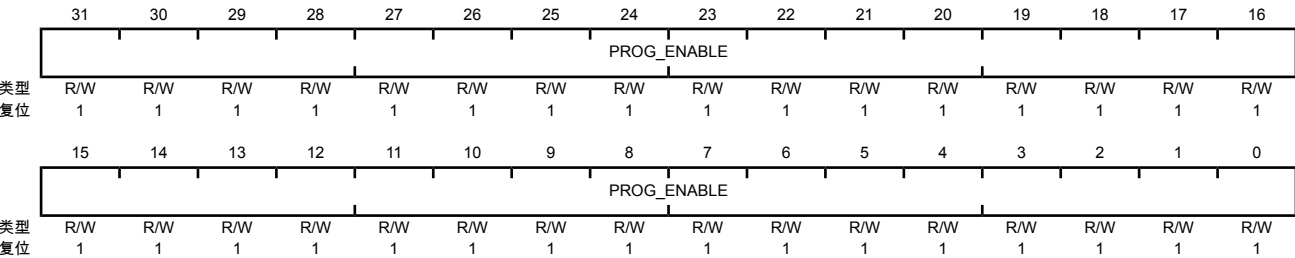 31 30 29 28 27 26 25 24 23 22 21 20 19 18 17 16
PROG_ENABLE
类型 R/W R/W R/W R/W R/W R/W R/W R/W R/W R/W R/W R/W R/W R/W R/W R/W
复位 1 1 1 1 1 1 1 1 1 1 1 1 1 1 1 1
15 14 13 12 11 10 9 8 7 6 5 4 3 2 1 0
PROG_ENABLE
类型 R/W R/W R/W R/W R/W R/W R/W R/W R/W R/W R/W R/W R/W R/W R/W R/W
复位 1 1 1 1 1 1 1 1 1 1 1 1 1 1 1 1